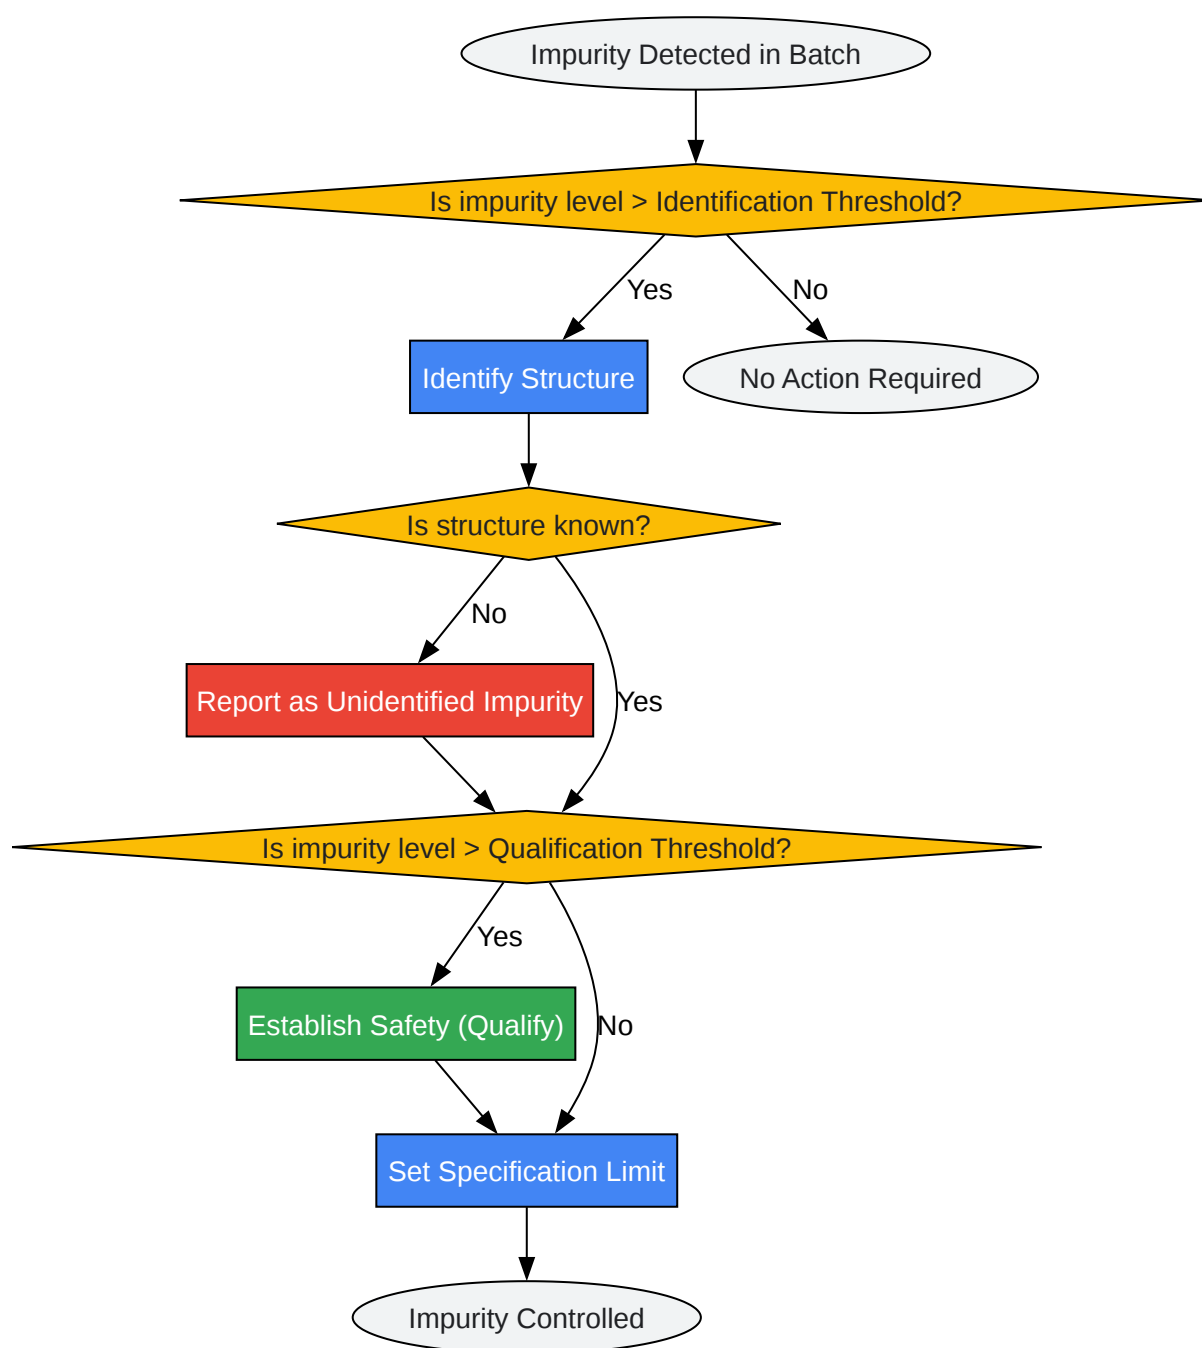 Impurity Detected in Batch
Is impurity level > Identification Threshold?
Yes
No
Identify Structure
No Action Required
Is structure known?
No
Report as Unidentified Impurity
Yes
Is impurity level > Qualification Threshold?
Yes
Establish Safety (Qualify)
No
Set Specification Limit
Impurity Controlled